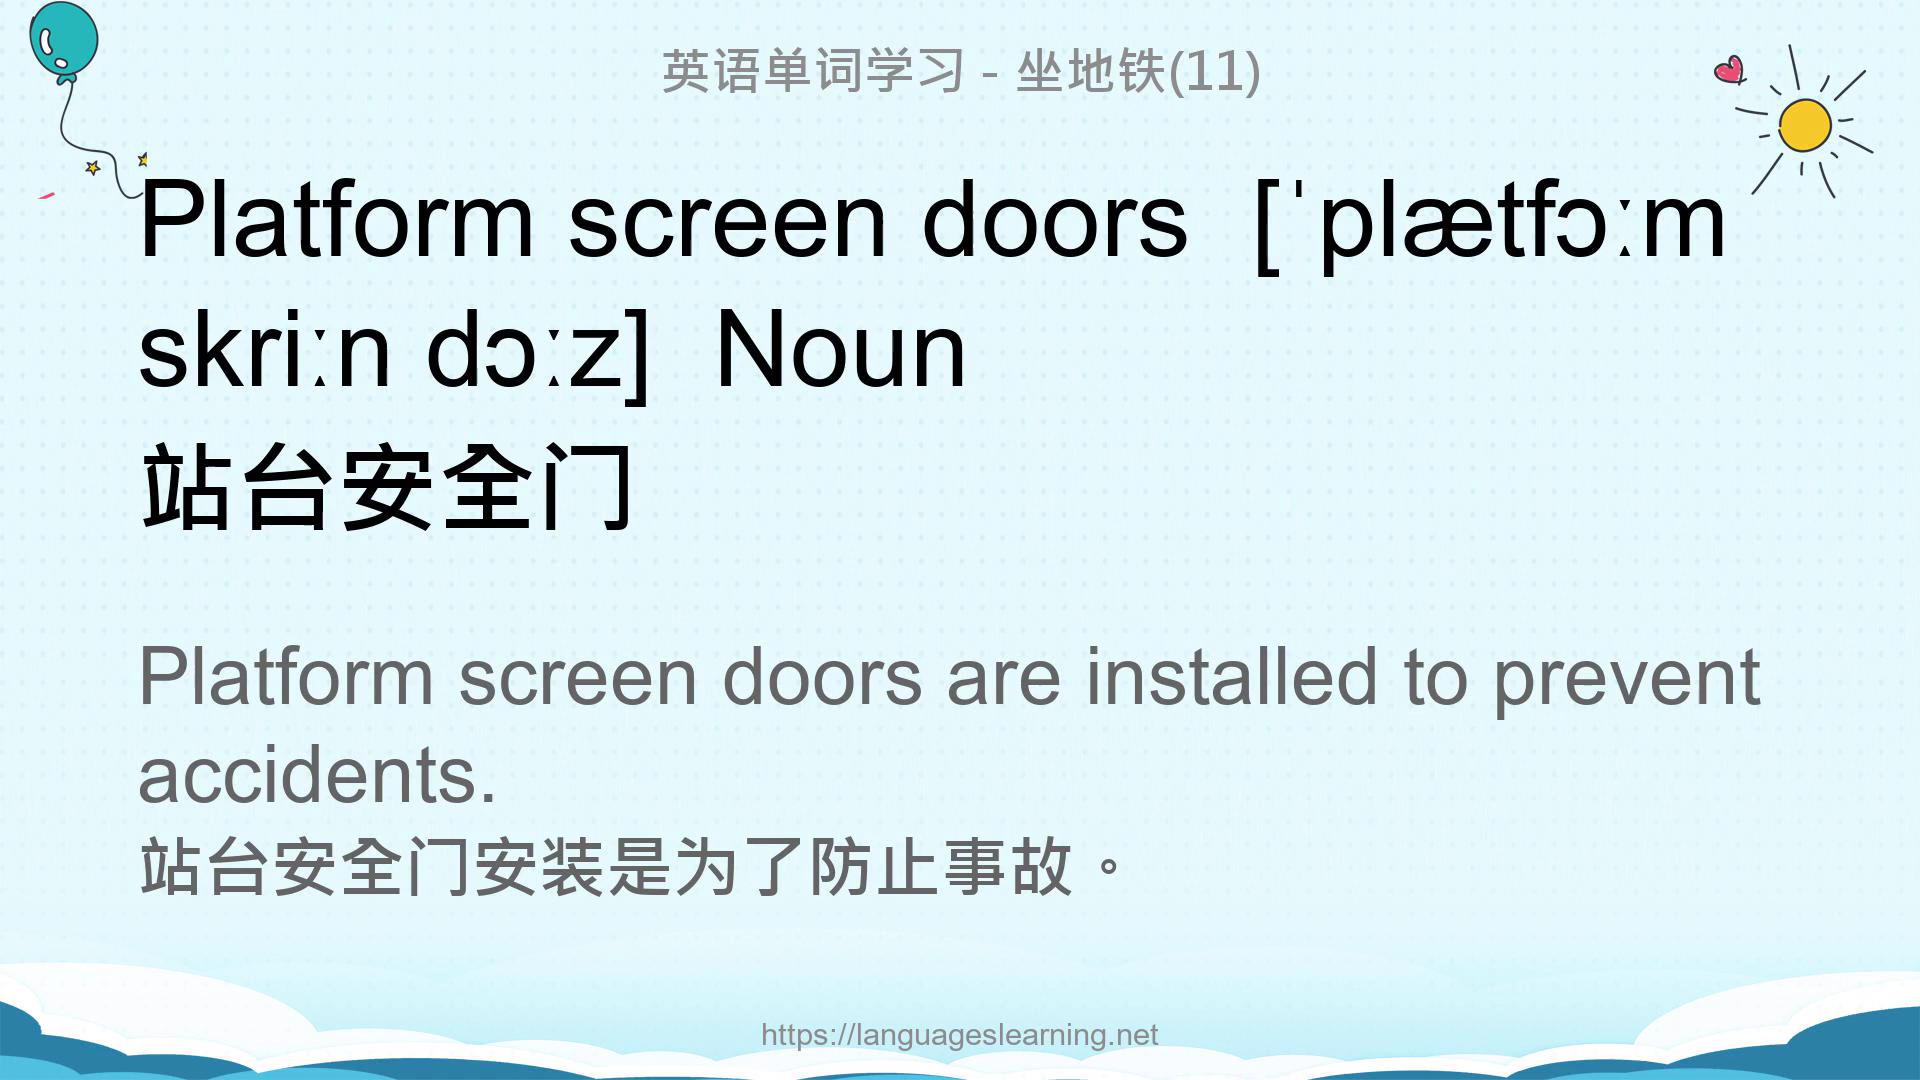 英语单词学习 - 坐地铁(11)
Platform screen doors  [ˈplætfɔːm
skriːn dɔːz]  Noun
站台安全门
Platform screen doors are installed to prevent
accidents.
站台安全门安装是为了防止事故。
https://languageslearning.net